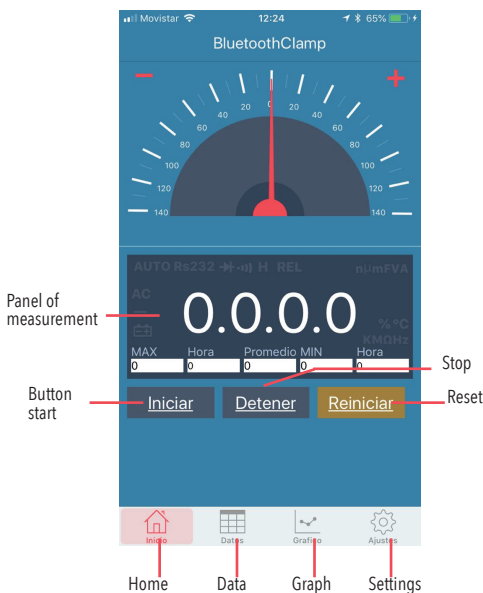 Movistar 12:24 65%
BluetoothClamp
− +
140 120 100 80 60 40 20 0 20 40 60 80 100 120 140
AUTO Rs232 H REL nµmFVA
AC
0.0.0.0
% ºC
KMΩHz
MAX Hora Promedio MIN Hora
0 0 0 0 0
Iniciar Detener Reiniciar
Inicio Datos Grafico Ajustes
Panel of
measurement
Button
start
Stop
Reset
Home Data Graph Settings